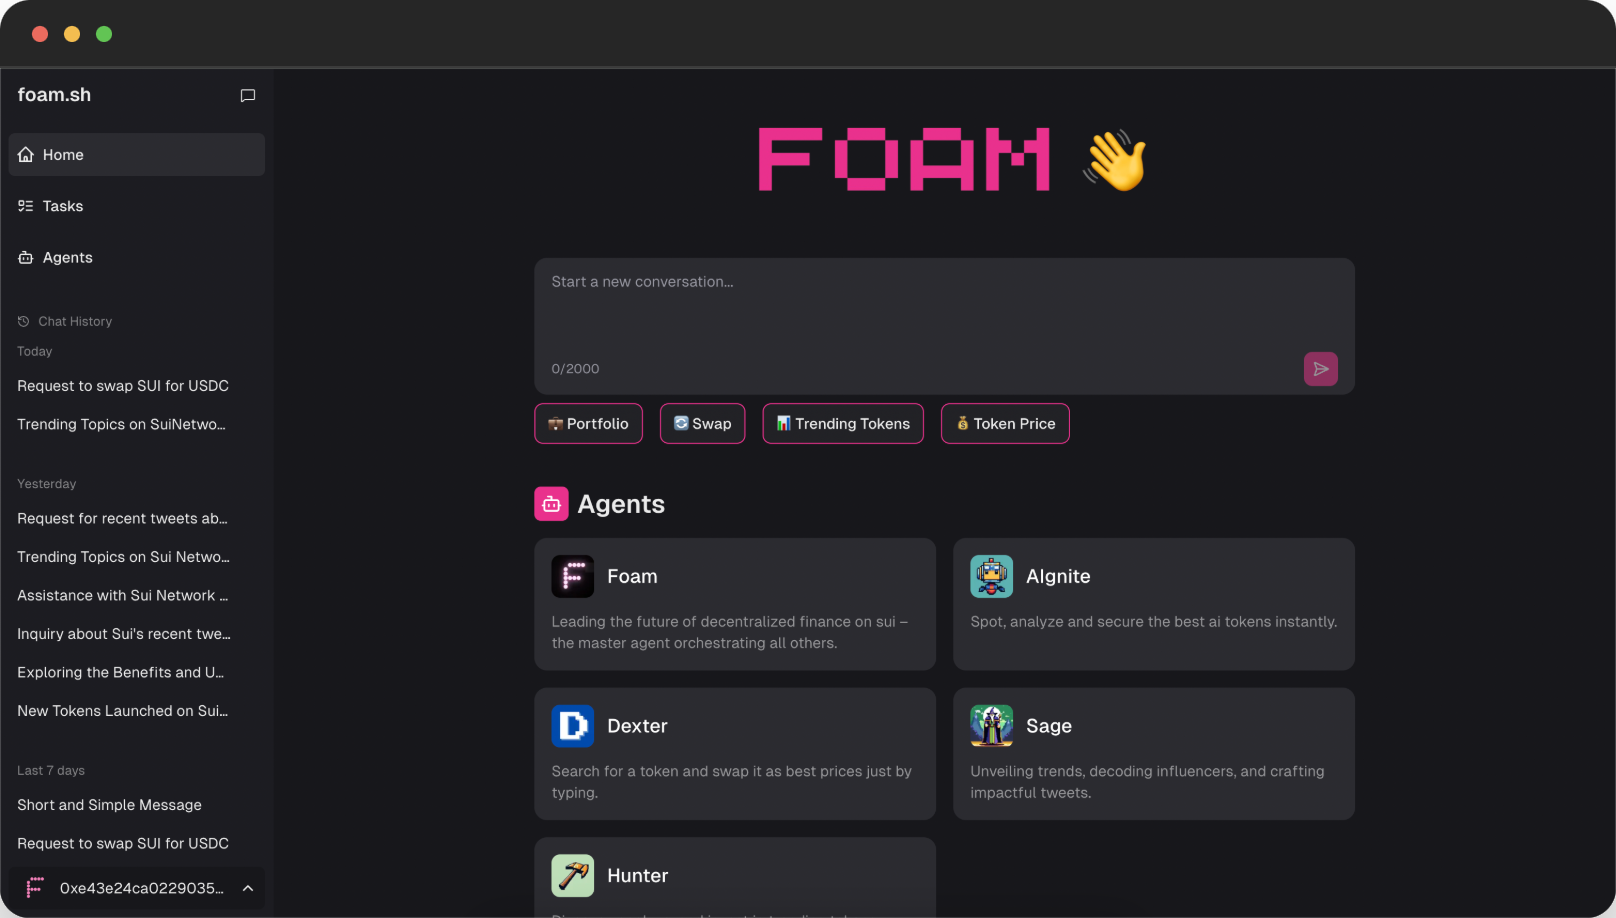 foam.sh
Home
Tasks
Agents
Chat History
Today
Request to swap SUI for USDC
Trending Topics on SuiNetwo...
Yesterday
Request for recent tweets ab...
Trending Topics on Sui Netwo...
Assistance with Sui Network ...
Inquiry about Sui's recent twe...
Exploring the Benefits and U...
New Tokens Launched on Sui...
Last 7 days
Short and Simple Message
Request to swap SUI for USDC
0xe43e24ca0229035...
FOAM
Start a new conversation...
0/2000
Portfolio
Swap
Trending Tokens
Token Price
Agents
Foam
Leading the future of decentralized finance on sui –
the master agent orchestrating all others.
AIgnite
Spot, analyze and secure the best ai tokens instantly.
Dexter
Search for a token and swap it as best prices just by
typing.
Sage
Unveiling trends, decoding influencers, and crafting
impactful tweets.
Hunter